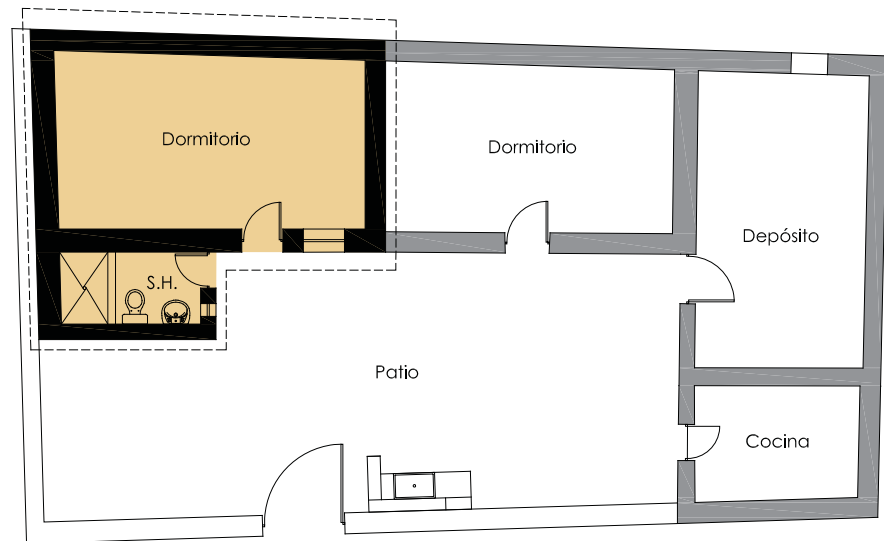 Dormitorio
Dormitorio
Depósito
S.H.
Patio
Cocina